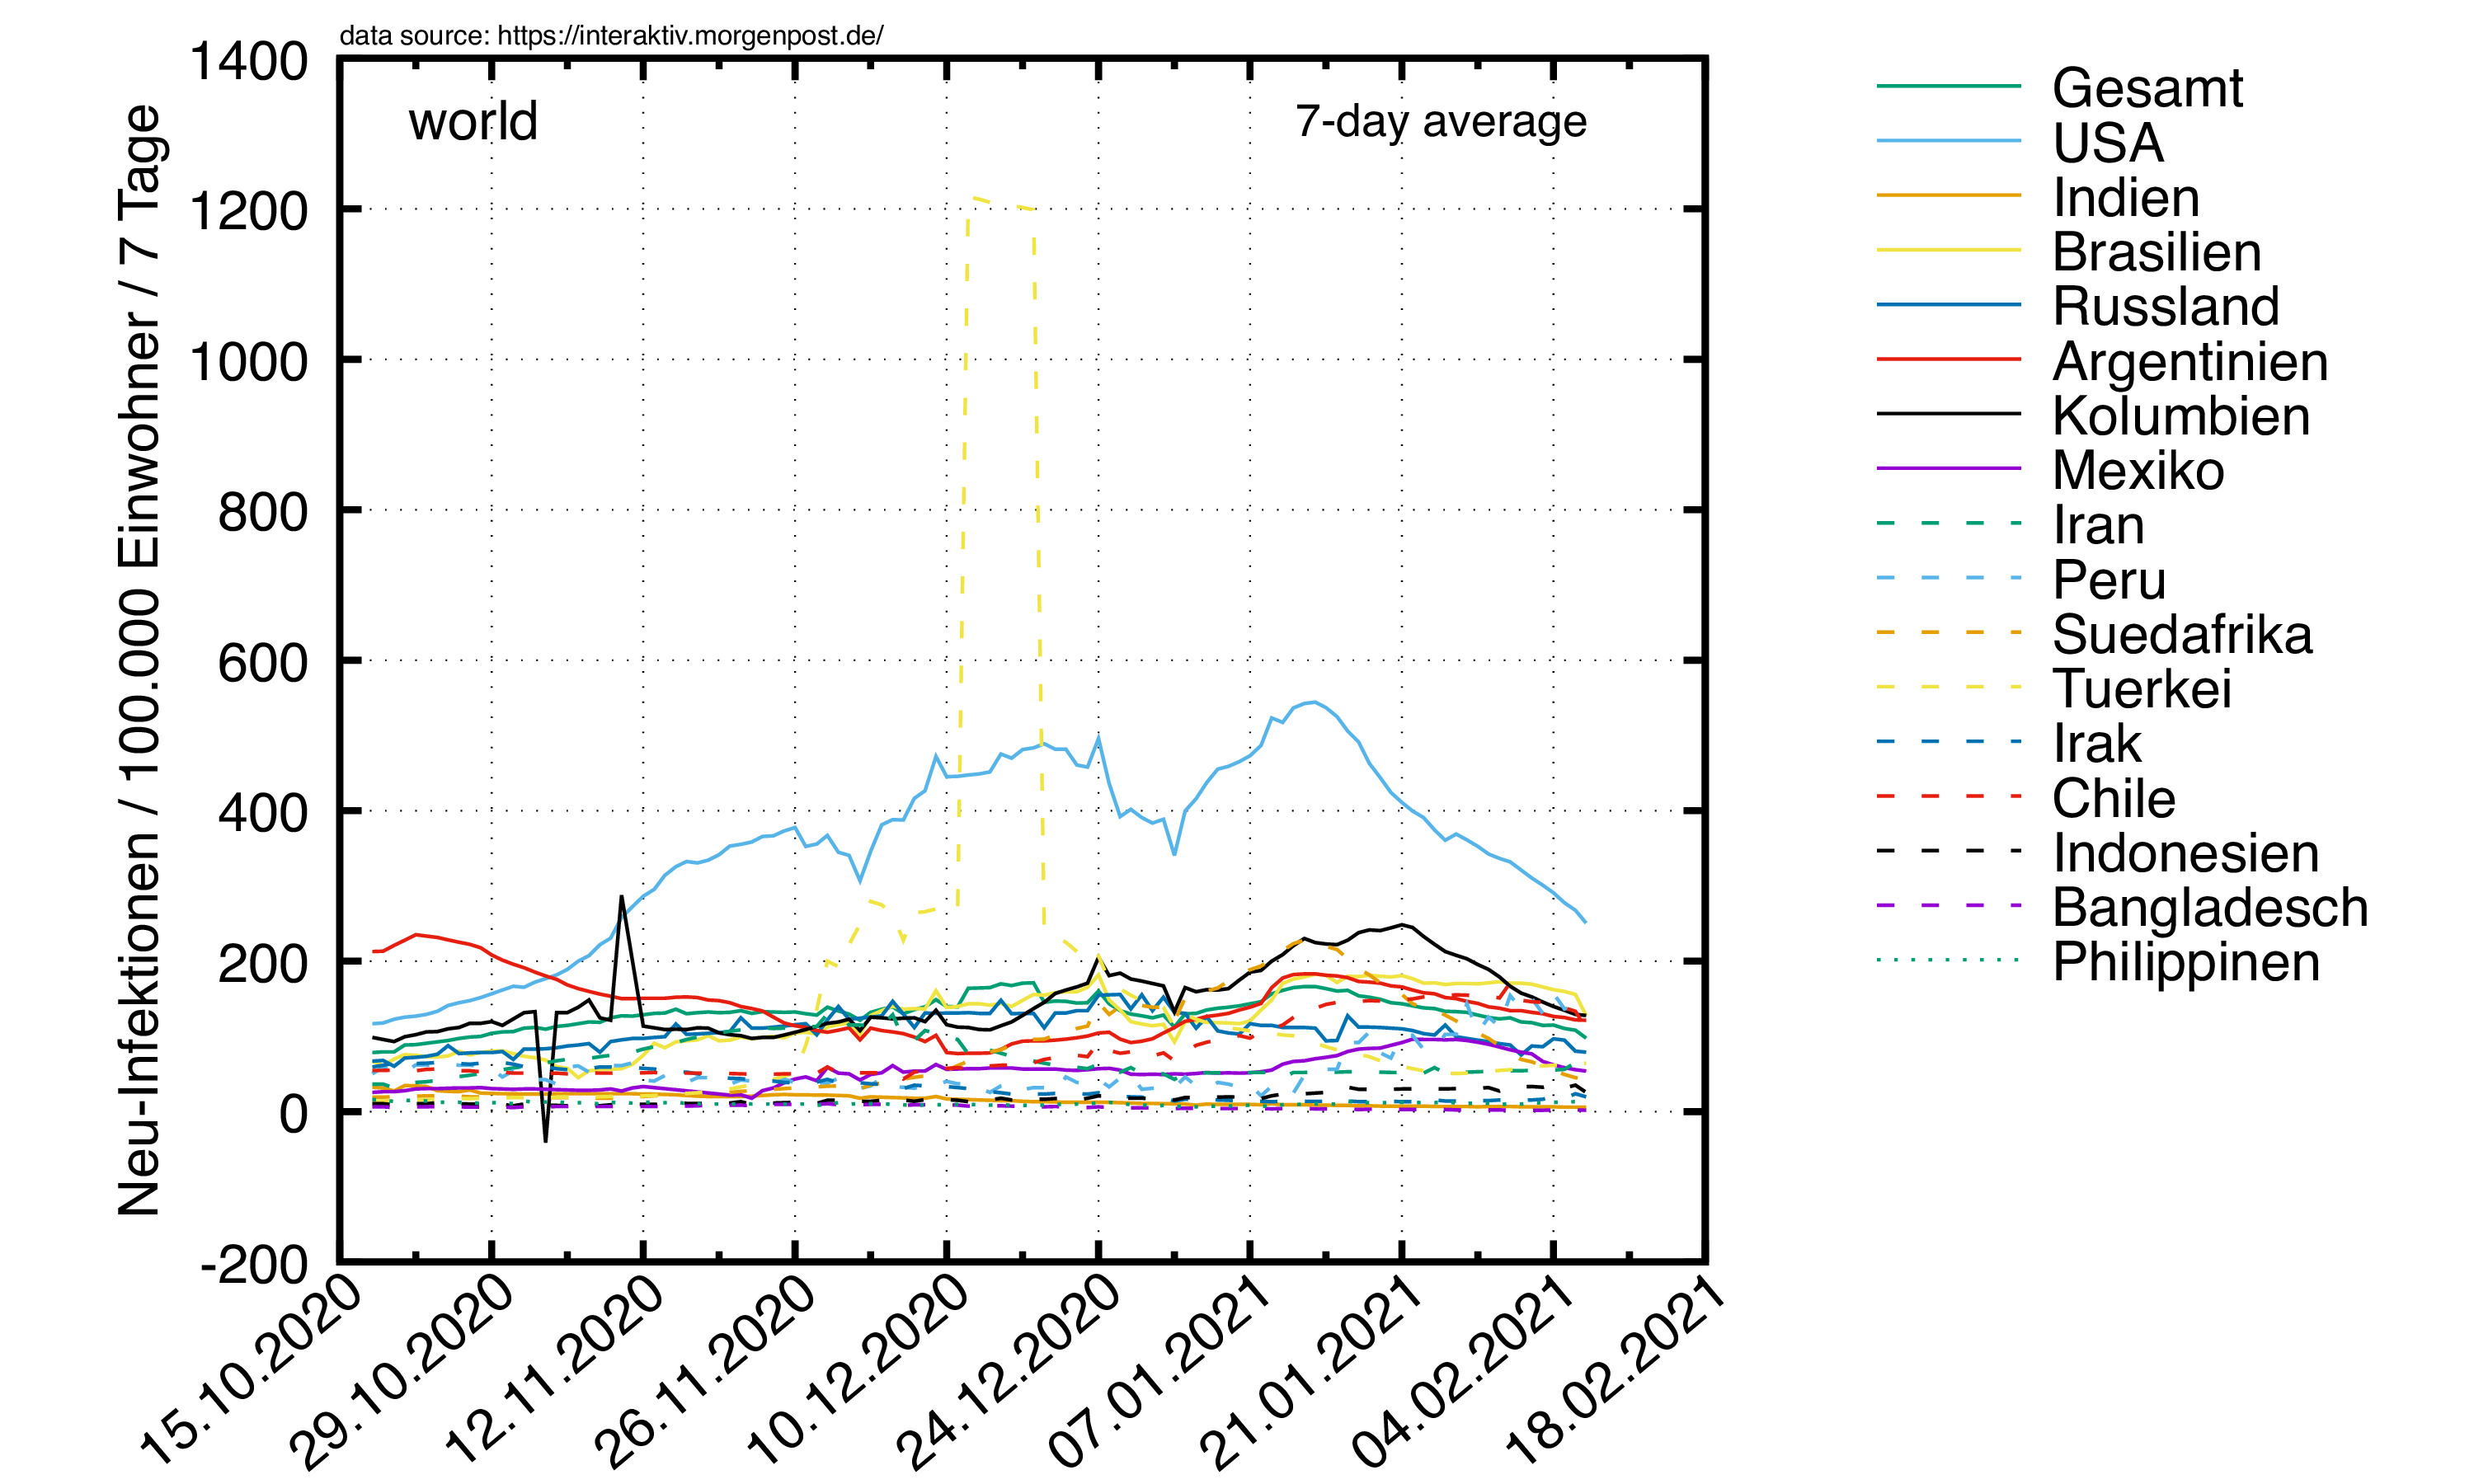 data source: https://interaktiv.morgenpost.de/
world
7-day average
Neu-Infektionen / 100.000 Einwohner / 7 Tage
1400
1200
1000
800
600
400
200
0
-200
15.10.2020
29.10.2020
12.11.2020
26.11.2020
10.12.2020
24.12.2020
07.01.2021
21.01.2021
04.02.2021
18.02.2021
Gesamt
USA
Indien
Brasilien
Russland
Argentinien
Kolumbien
Mexiko
Iran
Peru
Suedafrika
Tuerkei
Irak
Chile
Indonesien
Bangladesch
Philippinen